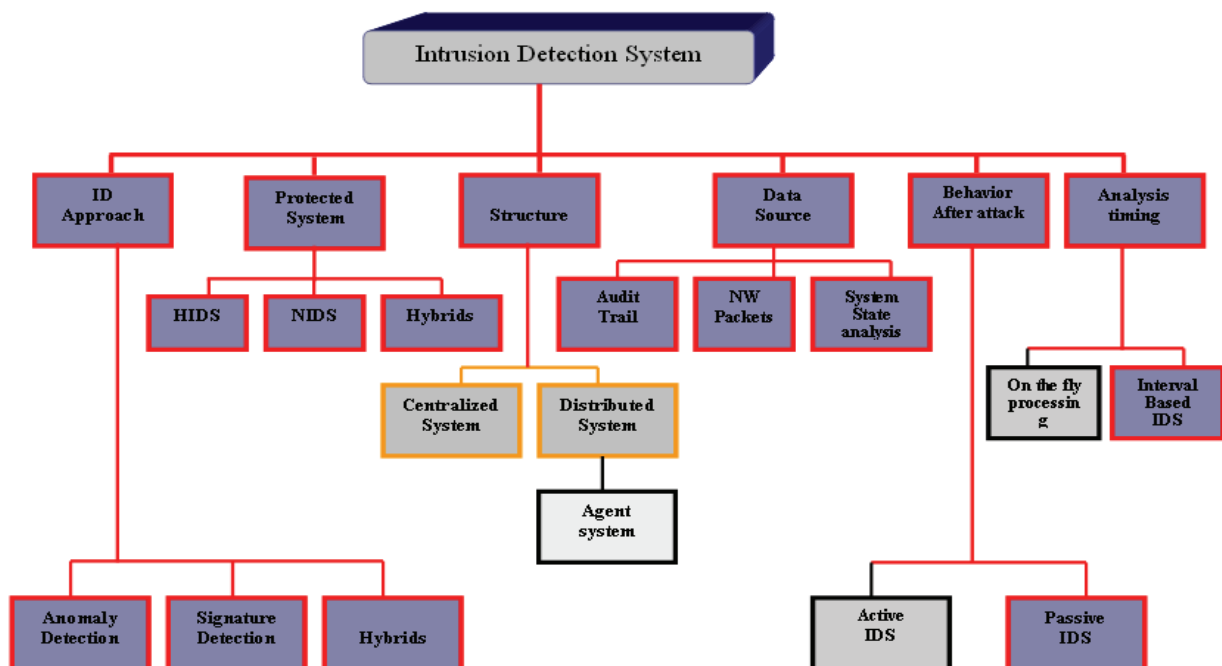 Intrusion Detection System
ID
Approach
Protected
System
Structure
Data
Source
Behavior
After attack
Analysis
timing
HIDS
NIDS
Hybrids
Audit
Trail
NW
Packets
System
State
analysis
Centralized
System
Distributed
System
On the fly
processin
g
Interval
Based
IDS
Agent
system
Anomaly
Detection
Signature
Detection
Hybrids
Active
IDS
Passive
IDS